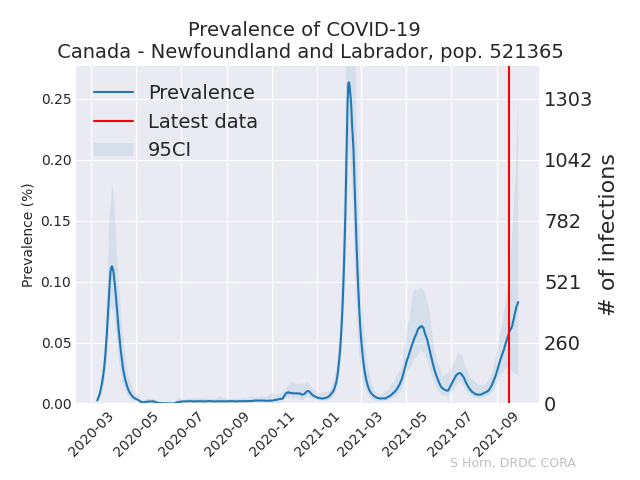 Prevalence of COVID-19
Canada - Newfoundland and Labrador, pop. 521365
Prevalence
Latest data
95CI
Prevalence (%)
0.25
0.20
0.15
0.10
0.05
0.00
1303
1042
782
521
260
0
# of infections
2020-03
2020-05
2020-07
2020-09
2020-11
2021-01
2021-03
2021-05
2021-07
2021-09
S Horn, DRDC CORA